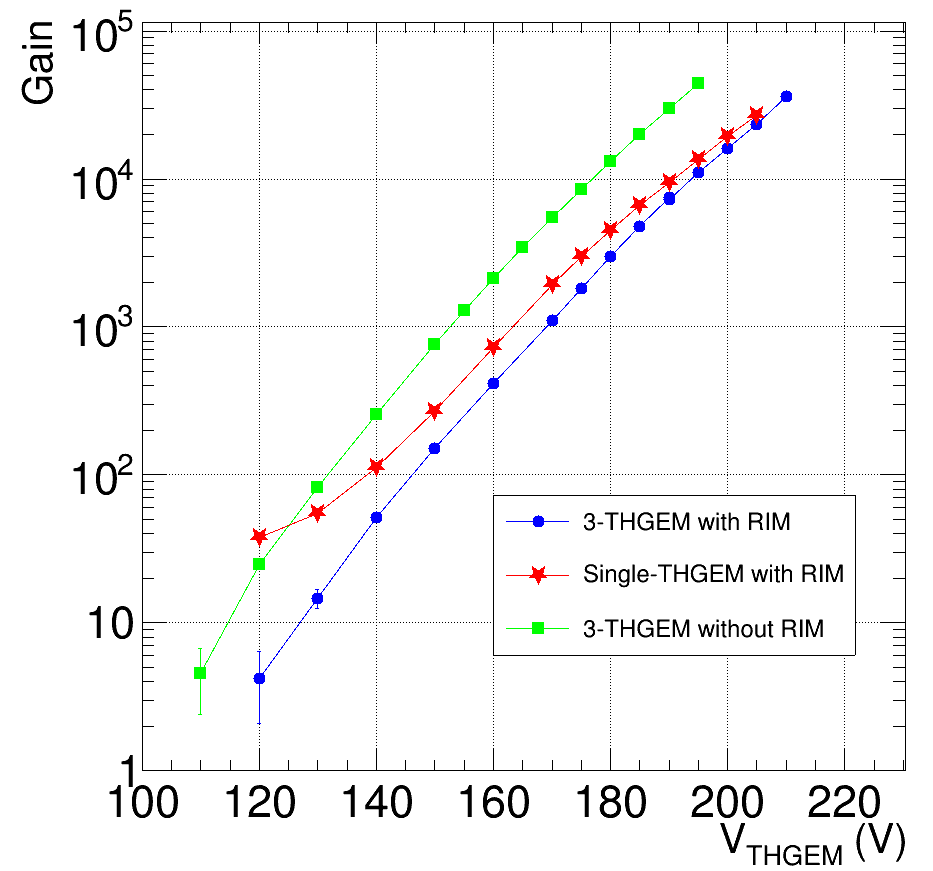 Gain
10^5
10^4
10^3
10^2
10
1
100 120 140 160 180 200 220
V_THGEM (V)
3-THGEM with RIM
Single-THGEM with RIM
3-THGEM without RIM